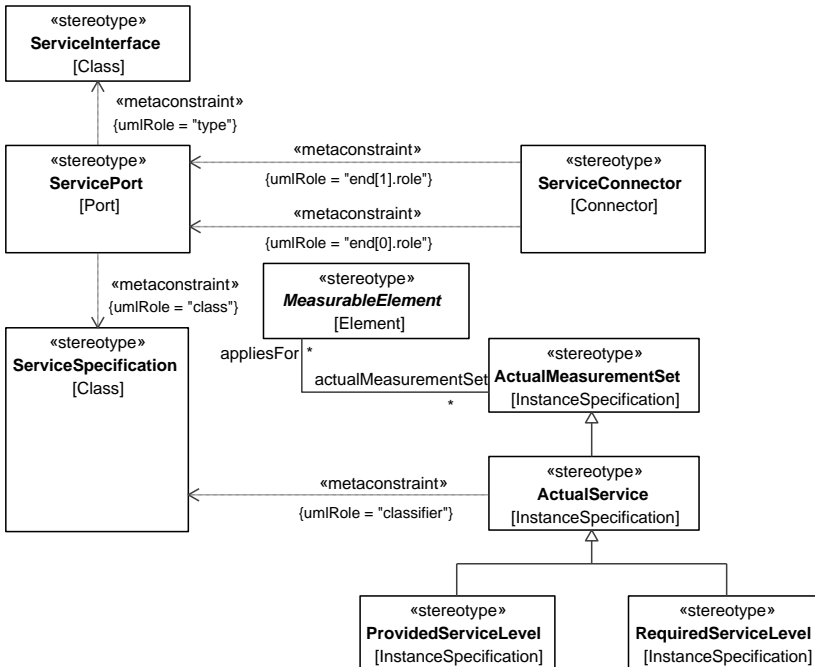 «stereotype»
ServiceInterface
[Class]
«metaconstraint»
{umlRole = "type"}
«stereotype»
ServicePort
[Port]
«metaconstraint»
{umlRole = "end[1].role"}
«metaconstraint»
{umlRole = "end[0].role"}
«stereotype»
ServiceConnector
[Connector]
«metaconstraint»
{umlRole = "class"}
«stereotype»
MeasurableElement
[Element]
«stereotype»
ServiceSpecification
[Class]
appliesFor *
actualMeasurementSet
*
«stereotype»
ActualMeasurementSet
[InstanceSpecification]
«metaconstraint»
{umlRole = "classifier"}
«stereotype»
ActualService
[InstanceSpecification]
«stereotype»
ProvidedServiceLevel
[InstanceSpecification]
«stereotype»
RequiredServiceLevel
[InstanceSpecification]